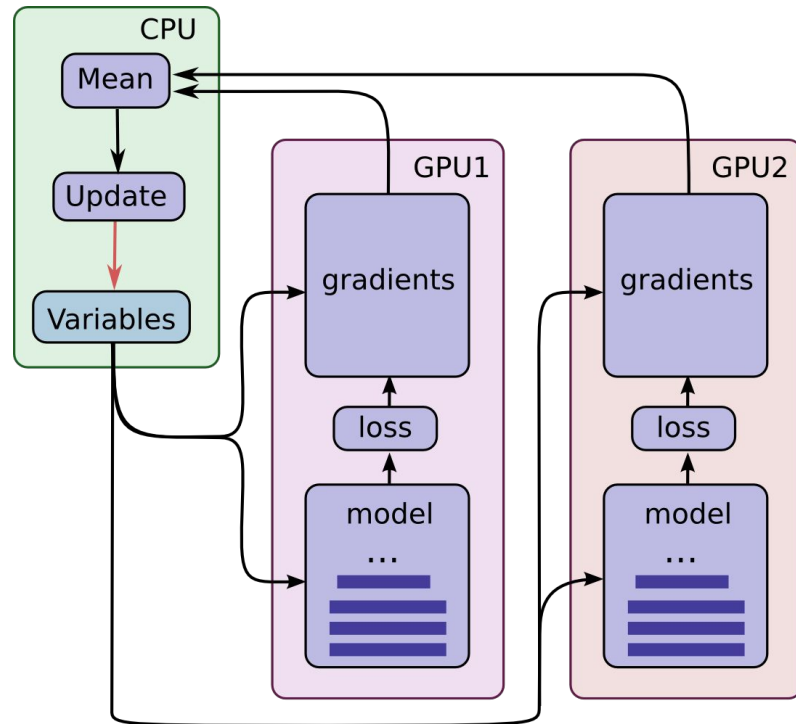 CPU
Mean
Update
Variables
GPU1
gradients
loss
model
...
GPU2
gradients
loss
model
...